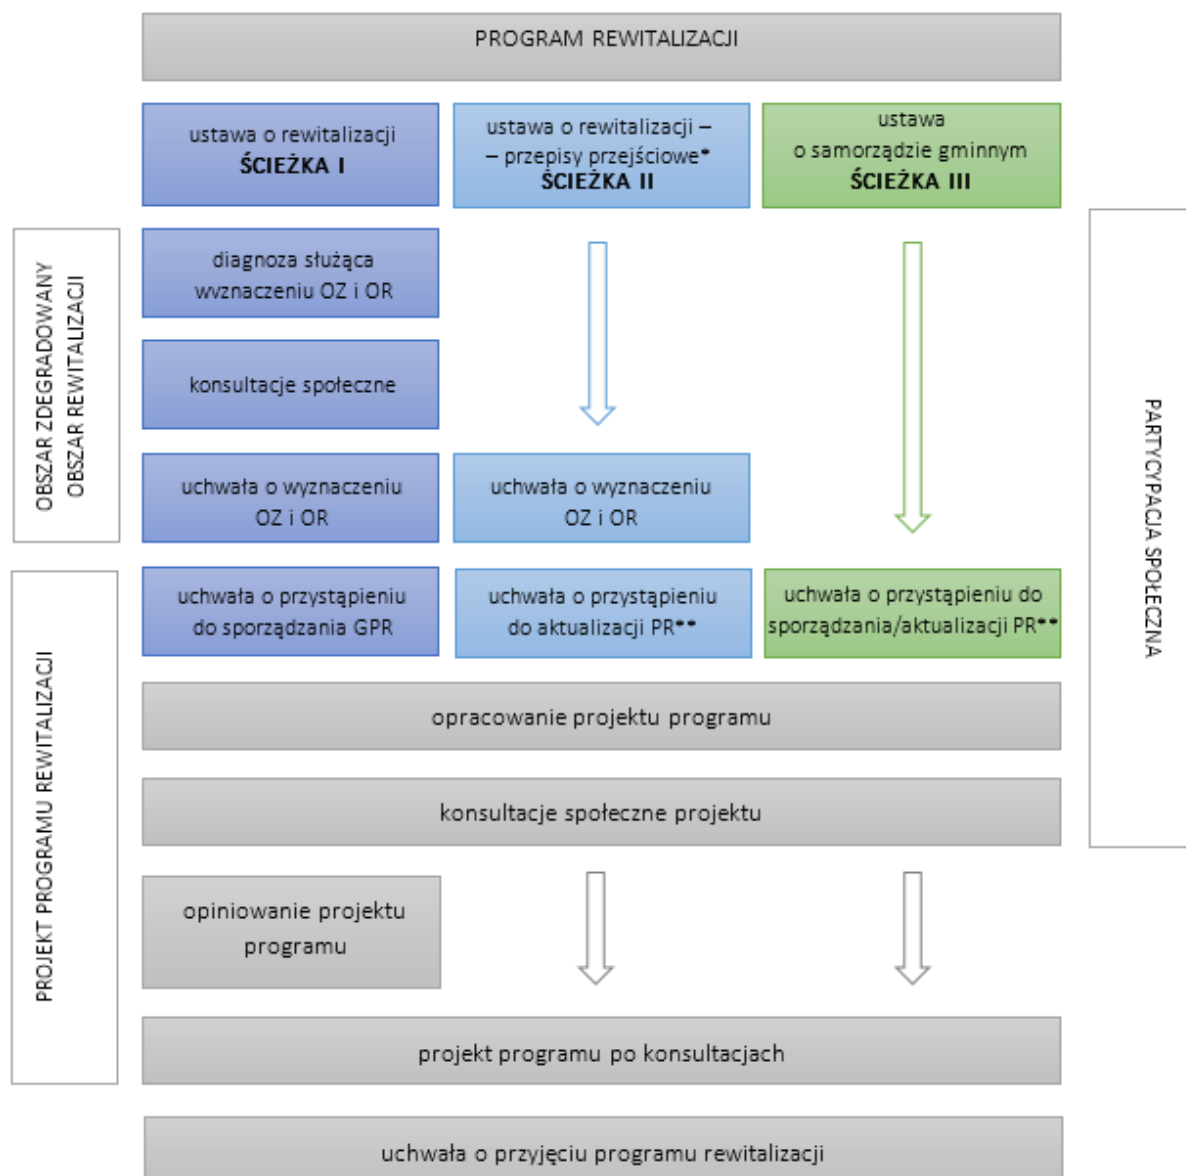 PROGRAM REWITALIZACJI
ustawa o rewitalizacji
ŚCIEŻKA I
ustawa o rewitalizacji –
– przepisy przejściowe*
ŚCIEŻKA II
ustawa
o samorządzie gminnym
ŚCIEŻKA III
OBSZAR ZDEGRADOWANY
OBSZAR REWITALIZACJI
diagnoza służąca
wyznaczeniu OZ i OR
konsultacje społeczne
uchwała o wyznaczeniu
OZ i OR
uchwała o wyznaczeniu
OZ i OR
PARTYCYPACJA SPOŁECZNA
PROJEKT PROGRAMU REWITALIZACJI
uchwała o przystąpieniu
do sporządzania GPR
uchwała o przystąpieniu
do aktualizacji PR**
uchwała o przystąpieniu do
sporządzania/aktualizacji PR**
opracowanie projektu programu
konsultacje społeczne projektu
opiniowanie projektu
programu
projekt programu po konsultacjach
uchwała o przyjęciu programu rewitalizacji